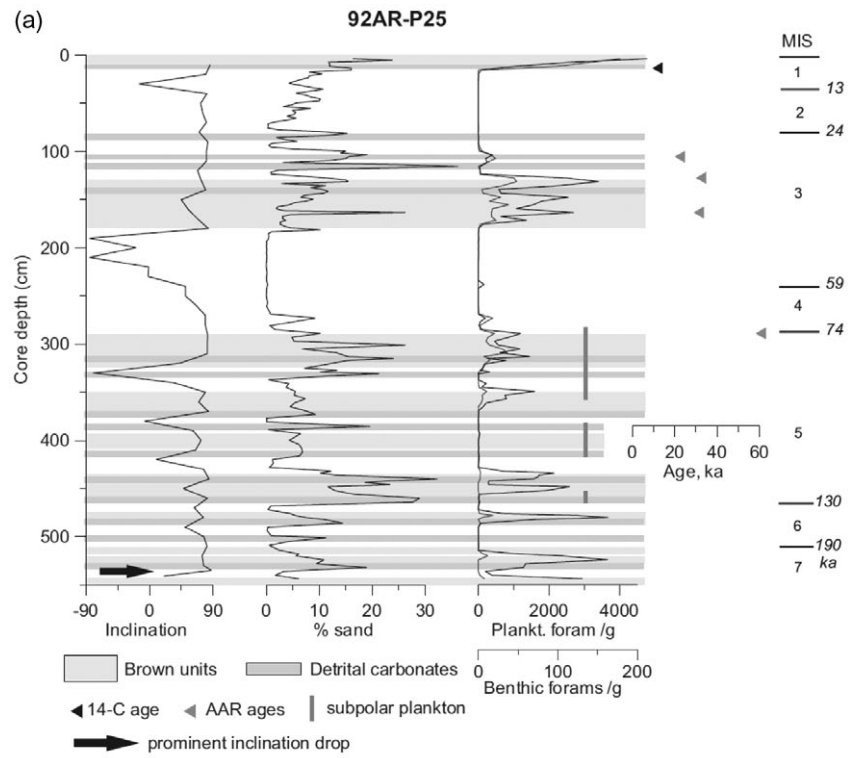 (a)
92AR-P25
MIS
0
100
200
300
400
500
Core depth (cm)
1
13
2
24
3
59
4
74
5
130
6
190
ka
7
0 20 40 60
Age, ka
-90 0 90
Inclination
0 10 20 30
% sand
0 2000 4000
Plankt. foram /g
0 100 200
Benthic forams /g
Brown units
Detrital carbonates
14-C age
AAR ages
subpolar plankton
prominent inclination drop